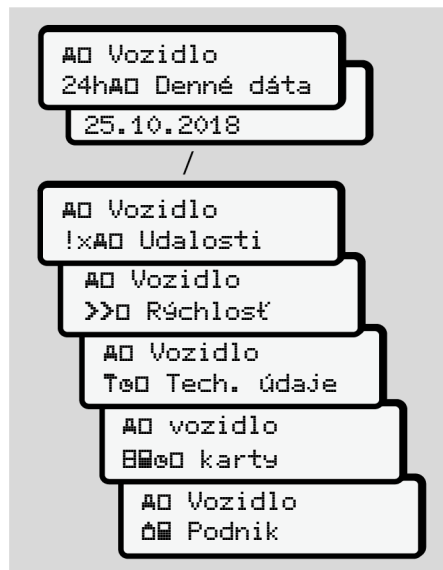 Vozidlo
24h Denné dáta
25.10.2018
/
Vozidlo
!x Udalosti
Vozidlo
>> Rýchlosť
Vozidlo
Tech. údaje
vozidlo
karty
Vozidlo
Podnik